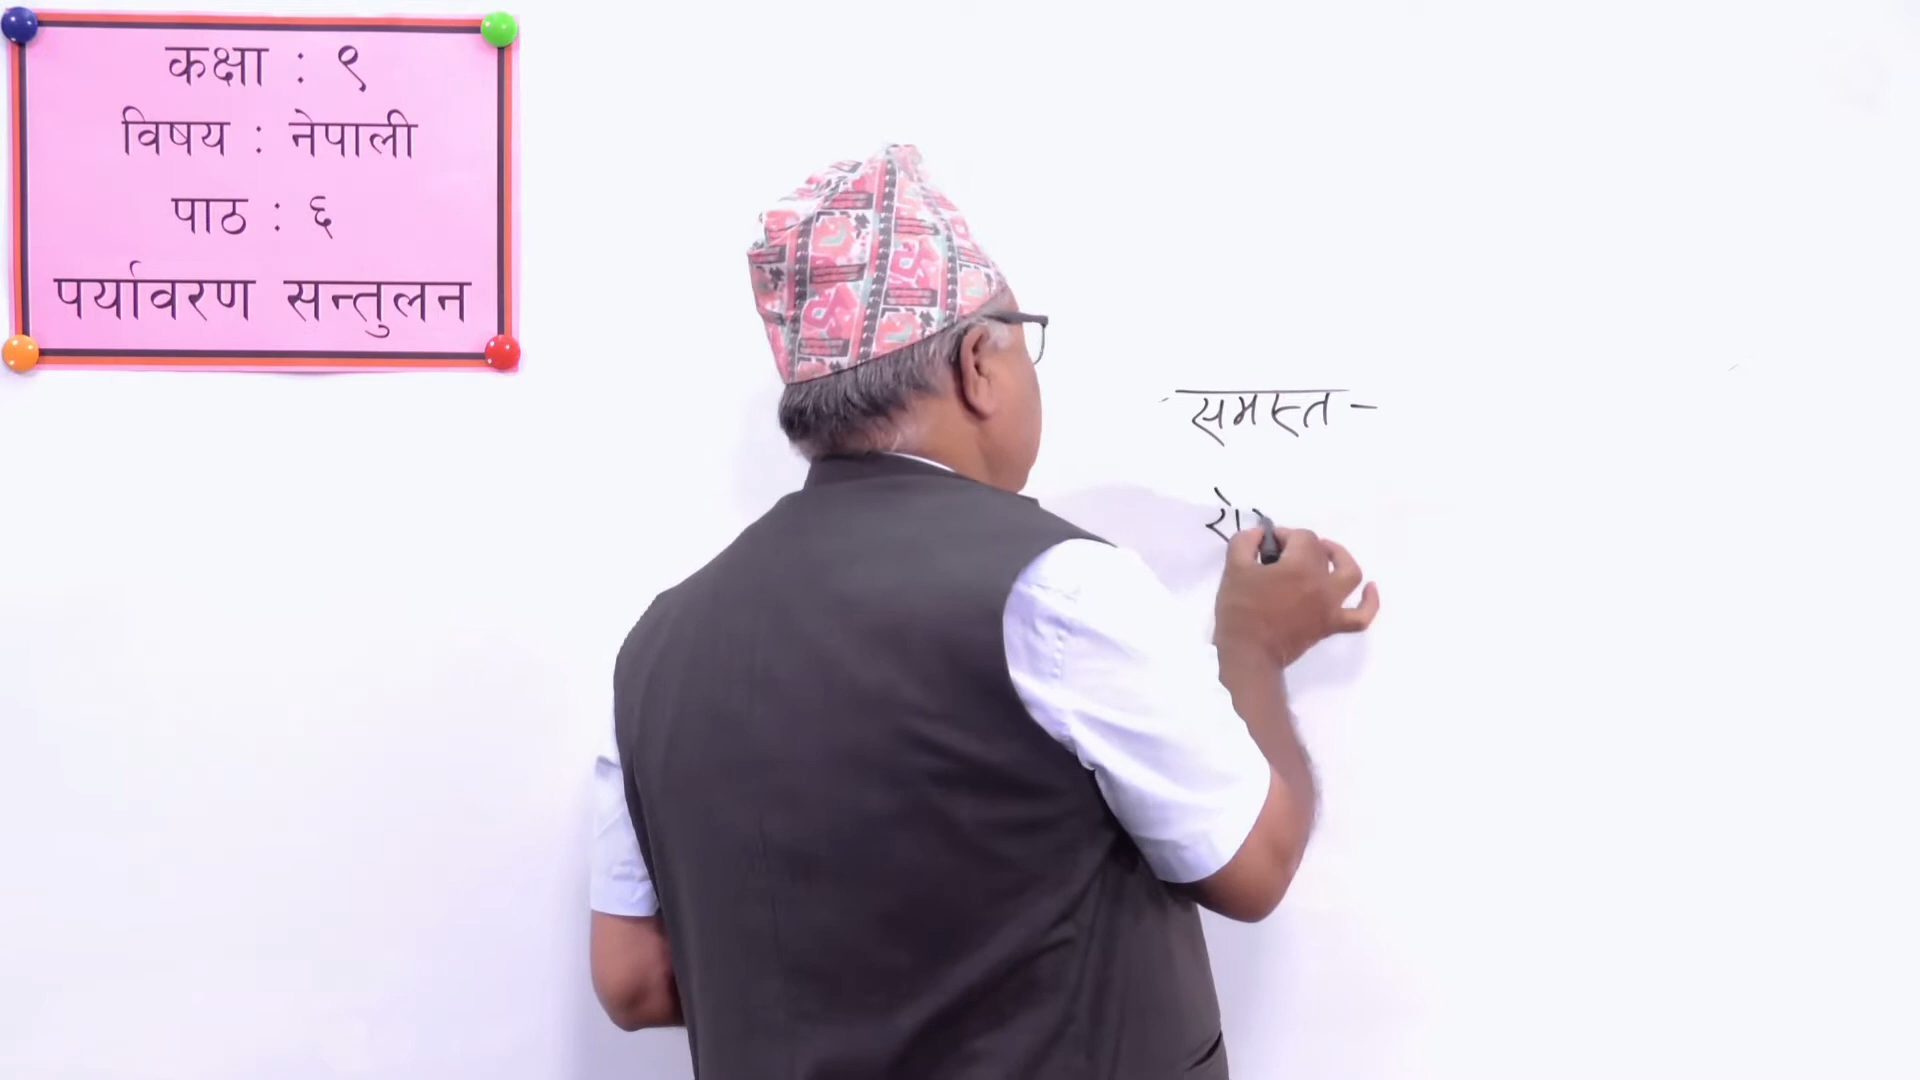 कक्षा : ९
विषय : नेपाली
पाठ : ६
पर्यावरण सन्तुलन
समस्त -